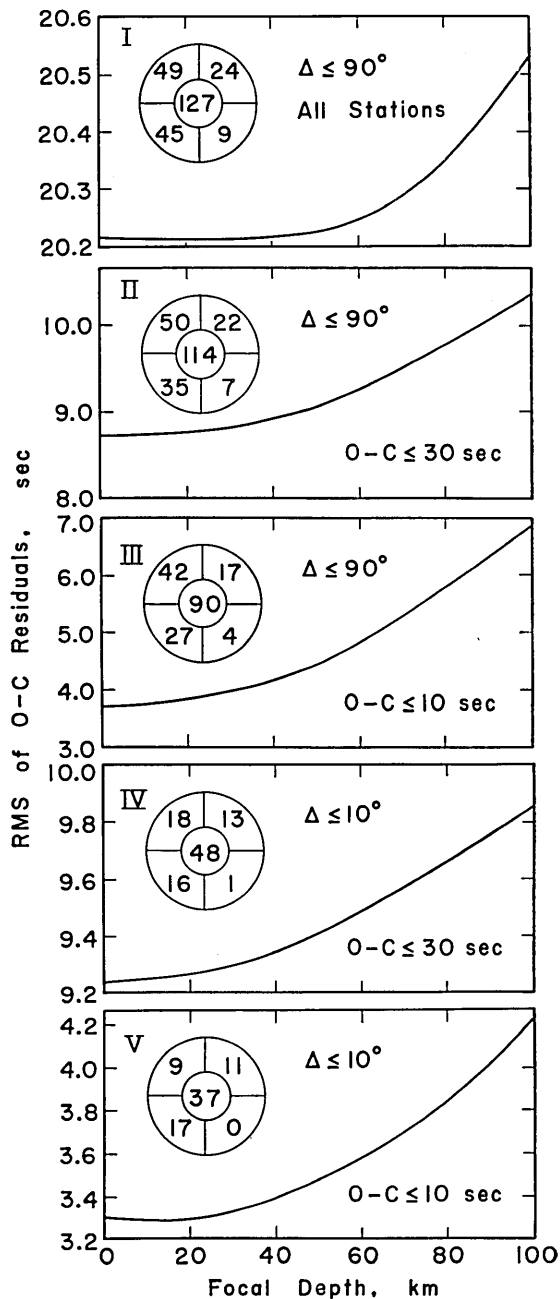 RMS of O-C Residuals, sec
I
20.6
20.5
20.4
20.3
20.2
49 24
127
45 9
Δ ≤ 90°
All Stations
II
10.0
9.0
8.0
50 22
114
35 7
Δ ≤ 90°
O-C ≤ 30 sec
III
7.0
6.0
5.0
4.0
3.0
42 17
90
27 4
Δ ≤ 90°
O-C ≤ 10 sec
IV
10.0
9.8
9.6
9.4
9.2
18 13
48
16 1
Δ ≤ 10°
O-C ≤ 30 sec
V
4.2
4.0
3.8
3.6
3.4
3.2
9 11
37
17 0
Δ ≤ 10°
O-C ≤ 10 sec
0 20 40 60 80 100
Focal Depth, km